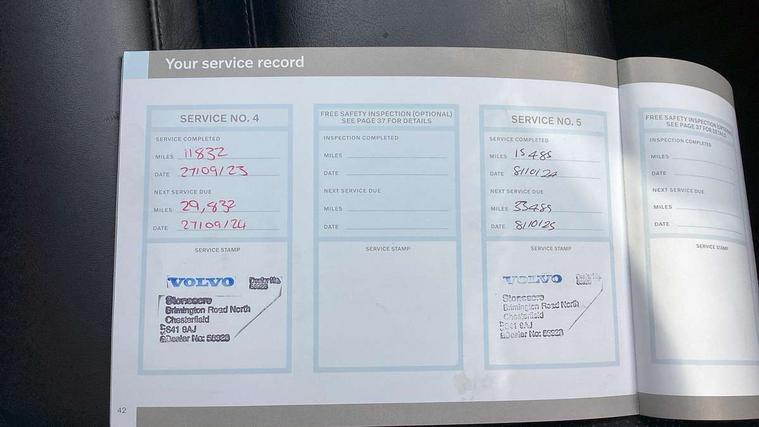 Your service record
SERVICE NO. 4
SERVICE COMPLETED
MILES 11832
DATE 27/09/23
NEXT SERVICE DUE
MILES 29,832
DATE 27/09/24
SERVICE STAMP
VOLVO
Stoneacre
Brimington Road North
Chesterfield
S41 9AJ
Dealer No:
FREE SAFETY INSPECTION (OPTIONAL)
SEE PAGE 37 FOR DETAILS
INSPECTION COMPLETED
MILES
DATE
NEXT SERVICE DUE
MILES
DATE
SERVICE STAMP
SERVICE NO. 5
SERVICE COMPLETED
MILES 15485
DATE 8/10/24
NEXT SERVICE DUE
MILES 33485
DATE 8/10/25
SERVICE STAMP
VOLVO
Stoneacre
Brimington Road North
Chesterfield
S41 9AJ
Dealer No:
FREE SAFETY INSPECTION (OPTIONAL)
SEE PAGE 37 FOR DETAILS
INSPECTION COMPLETED
MILES
DATE
NEXT SERVICE DUE
MILES
DATE
SERVICE STAMP
42